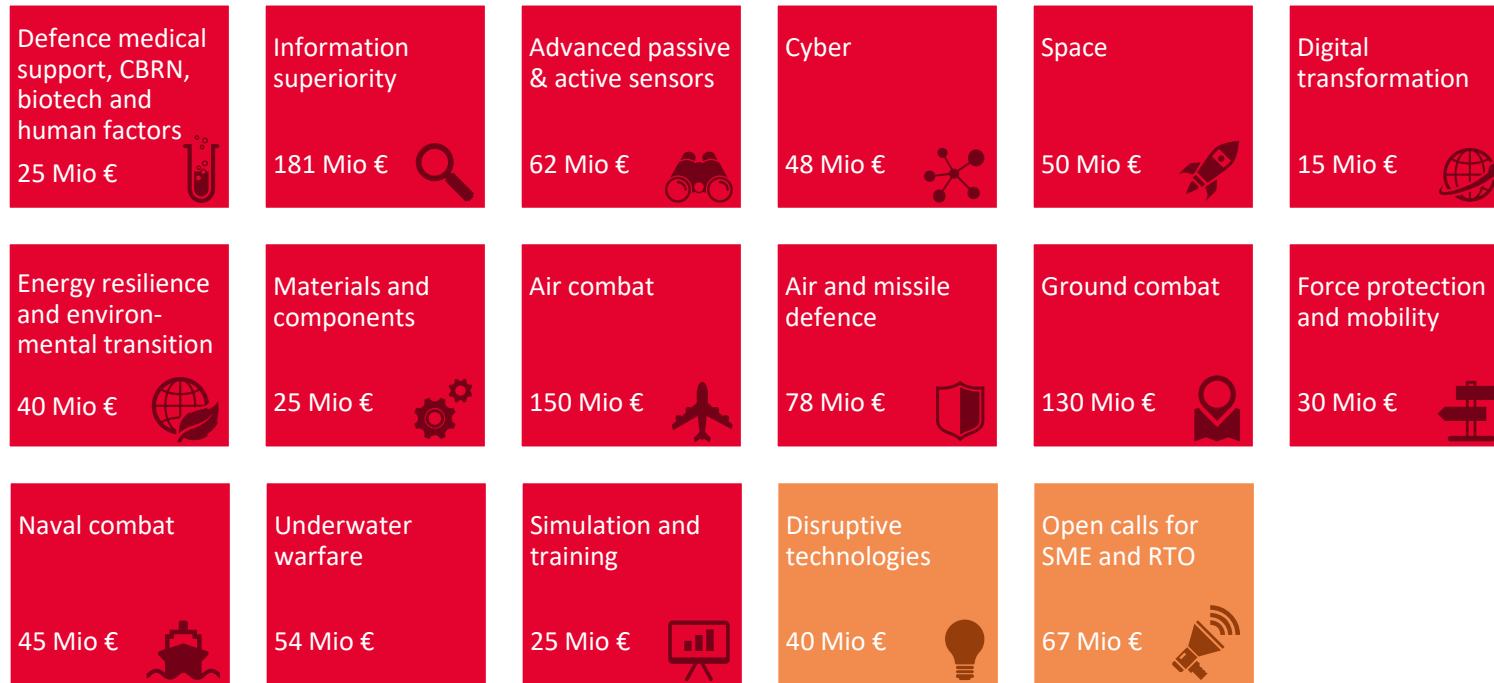 Defence medical
support, CBRN,
biotech and
human factors
25 Mio €
Information
superiority
181 Mio €
Advanced passive
& active sensors
62 Mio €
Cyber
48 Mio €
Space
50 Mio €
Digital
transformation
15 Mio €
Energy resilience
and environ-
mental transition
40 Mio €
Materials and
components
25 Mio €
Air combat
150 Mio €
Air and missile
defence
78 Mio €
Ground combat
130 Mio €
Force protection
and mobility
30 Mio €
Naval combat
45 Mio €
Underwater
warfare
54 Mio €
Simulation and
training
25 Mio €
Disruptive
technologies
40 Mio €
Open calls for
SME and RTO
67 Mio €